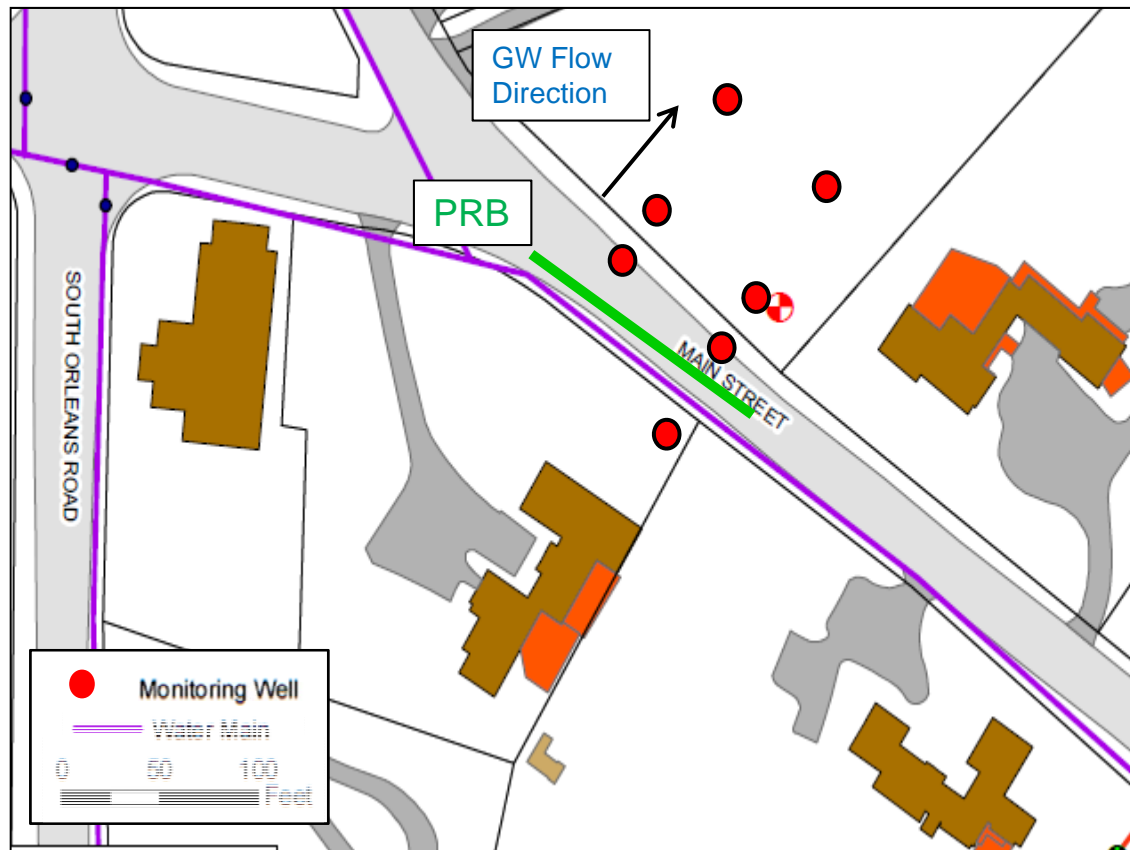 GW Flow
Direction
PRB
SOUTH ORLEANS ROAD
MAIN STREET
Monitoring Well
Water Main
0 50 100
Feet